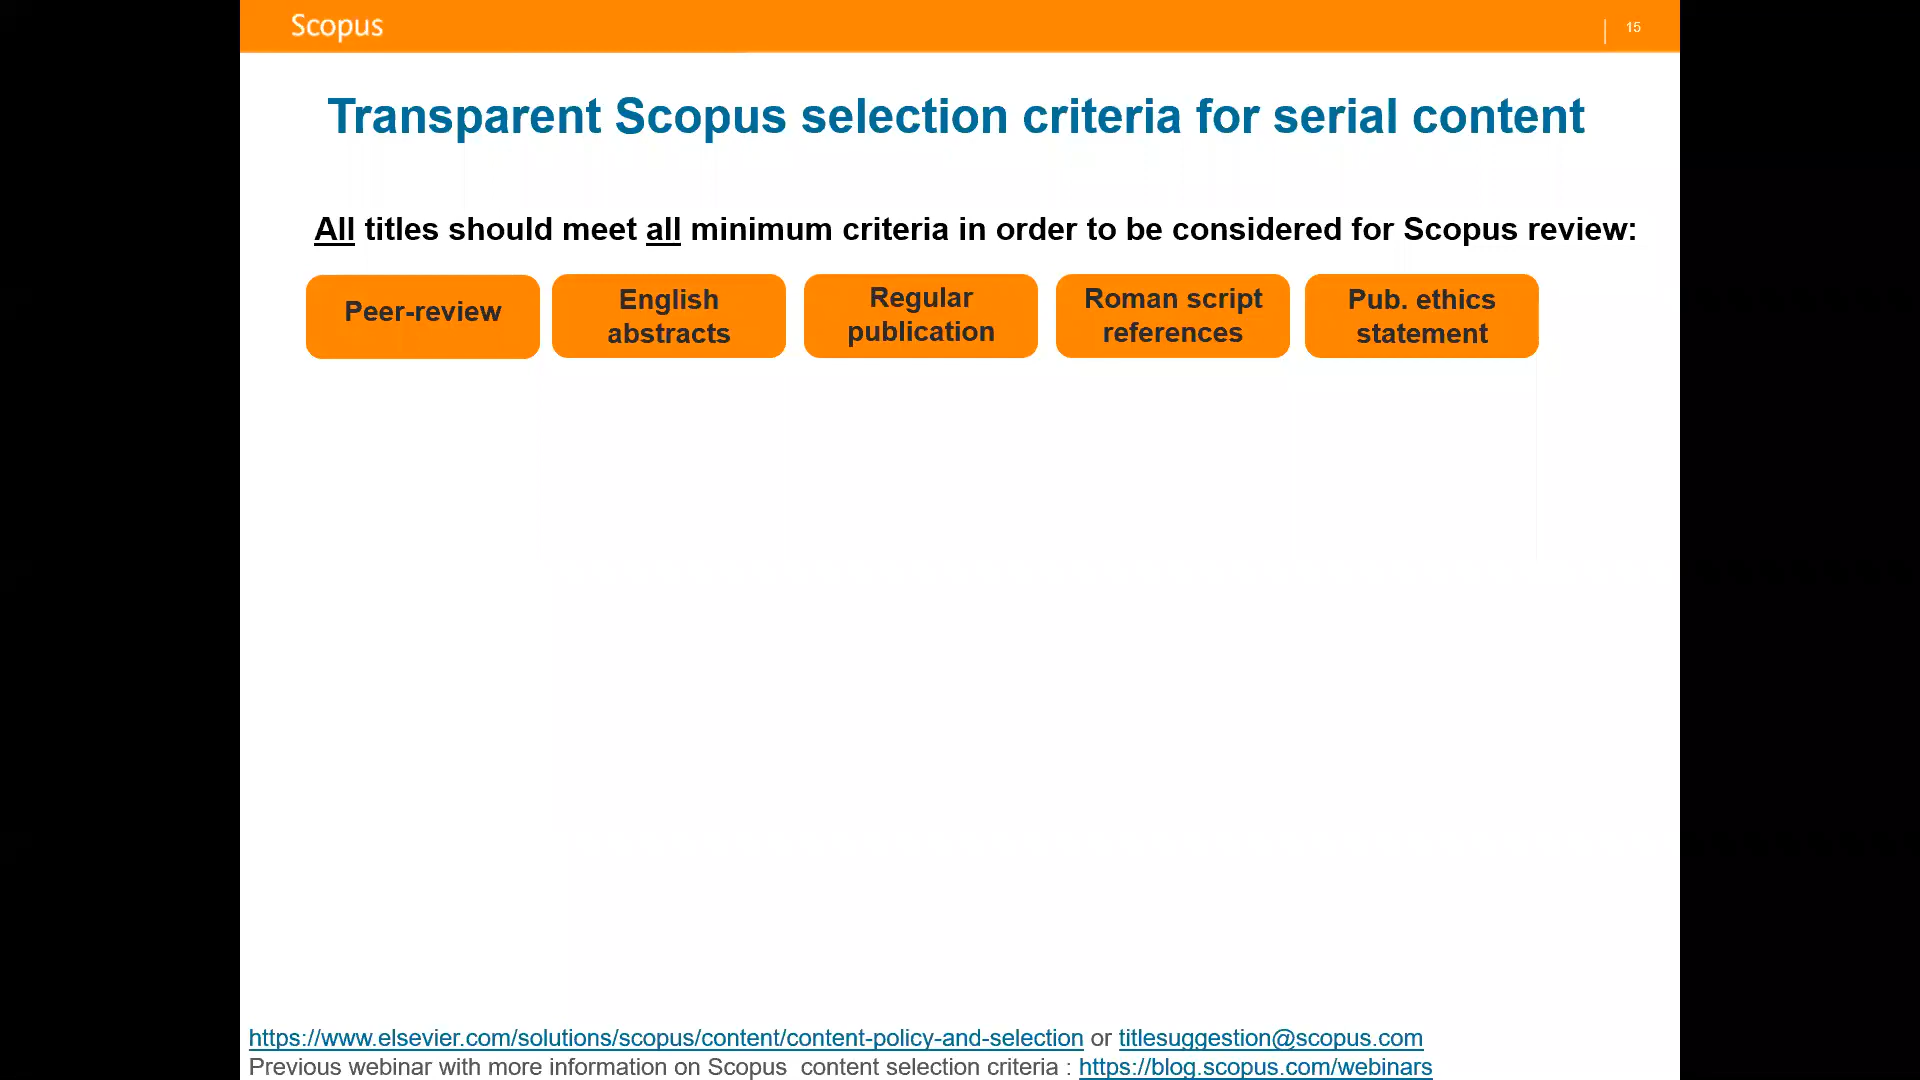 Scopus
15
Transparent Scopus selection criteria for serial content
All titles should meet all minimum criteria in order to be considered for Scopus review:
Peer-review
English
abstracts
Regular
publication
Roman script
references
Pub. ethics
statement
https://www.elsevier.com/solutions/scopus/content/content-policy-and-selection or titlesuggestion@scopus.com
Previous webinar with more information on Scopus  content selection criteria : https://blog.scopus.com/webinars